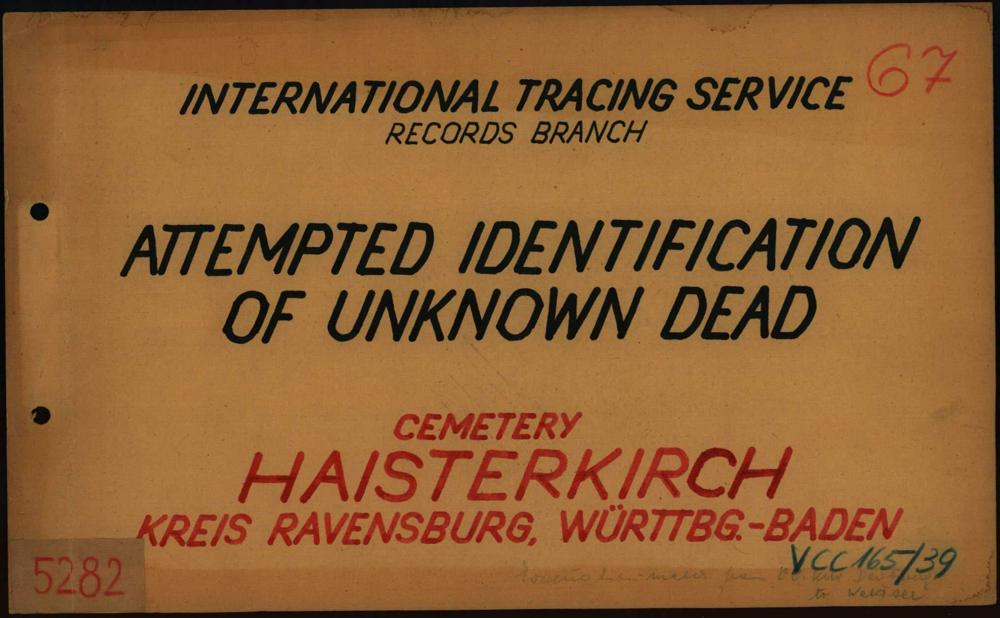 67
INTERNATIONAL TRACING SERVICE
RECORDS BRANCH
ATTEMPTED IDENTIFICATION
OF UNKNOWN DEAD
CEMETERY
HAISTERKIRCH
KREIS RAVENSBURG, WÜRTTBG.-BADEN
VCC 165/39
5282
to